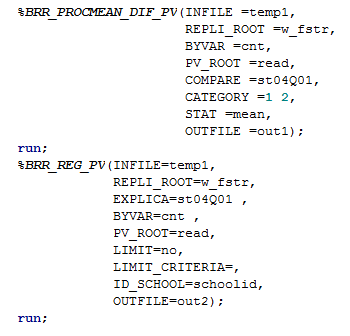 %BRR_PROCMEAN_DIF_PV(INFILE =temp1,
REPLI_ROOT =w_fstr,
BYVAR =cnt,
PV_ROOT =read,
COMPARE =st04Q01,
CATEGORY =1 2,
STAT =mean,
OUTFILE =out1);
run;
%BRR_REG_PV(INFILE=temp1,
REPLI_ROOT=w_fstr,
EXPLICA=st04Q01 ,
BYVAR=cnt ,
PV_ROOT=read,
LIMIT=no,
LIMIT_CRITERIA=,
ID_SCHOOL=schoolid,
OUTFILE=out2);
run;